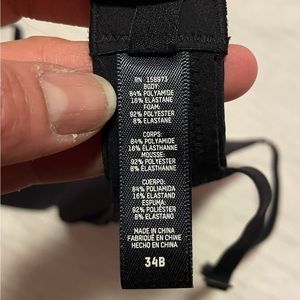 RN 158973
BODY:
84% POLYAMIDE
16% ELASTANE
FOAM:
92% POLYESTER
8% ELASTANE
CORPS:
84% POLYAMIDE
16% ELASTHANNE
MOUSSE:
92% POLYESTER
8% ELASTHANNE
CUERPO:
84% POLIAMIDA
16% ELASTANO
ESPUMA:
92% POLIÉSTER
8% ELASTANO
MADE IN CHINA
FABRIQUÉ EN CHINE
HECHO EN CHINA
34B